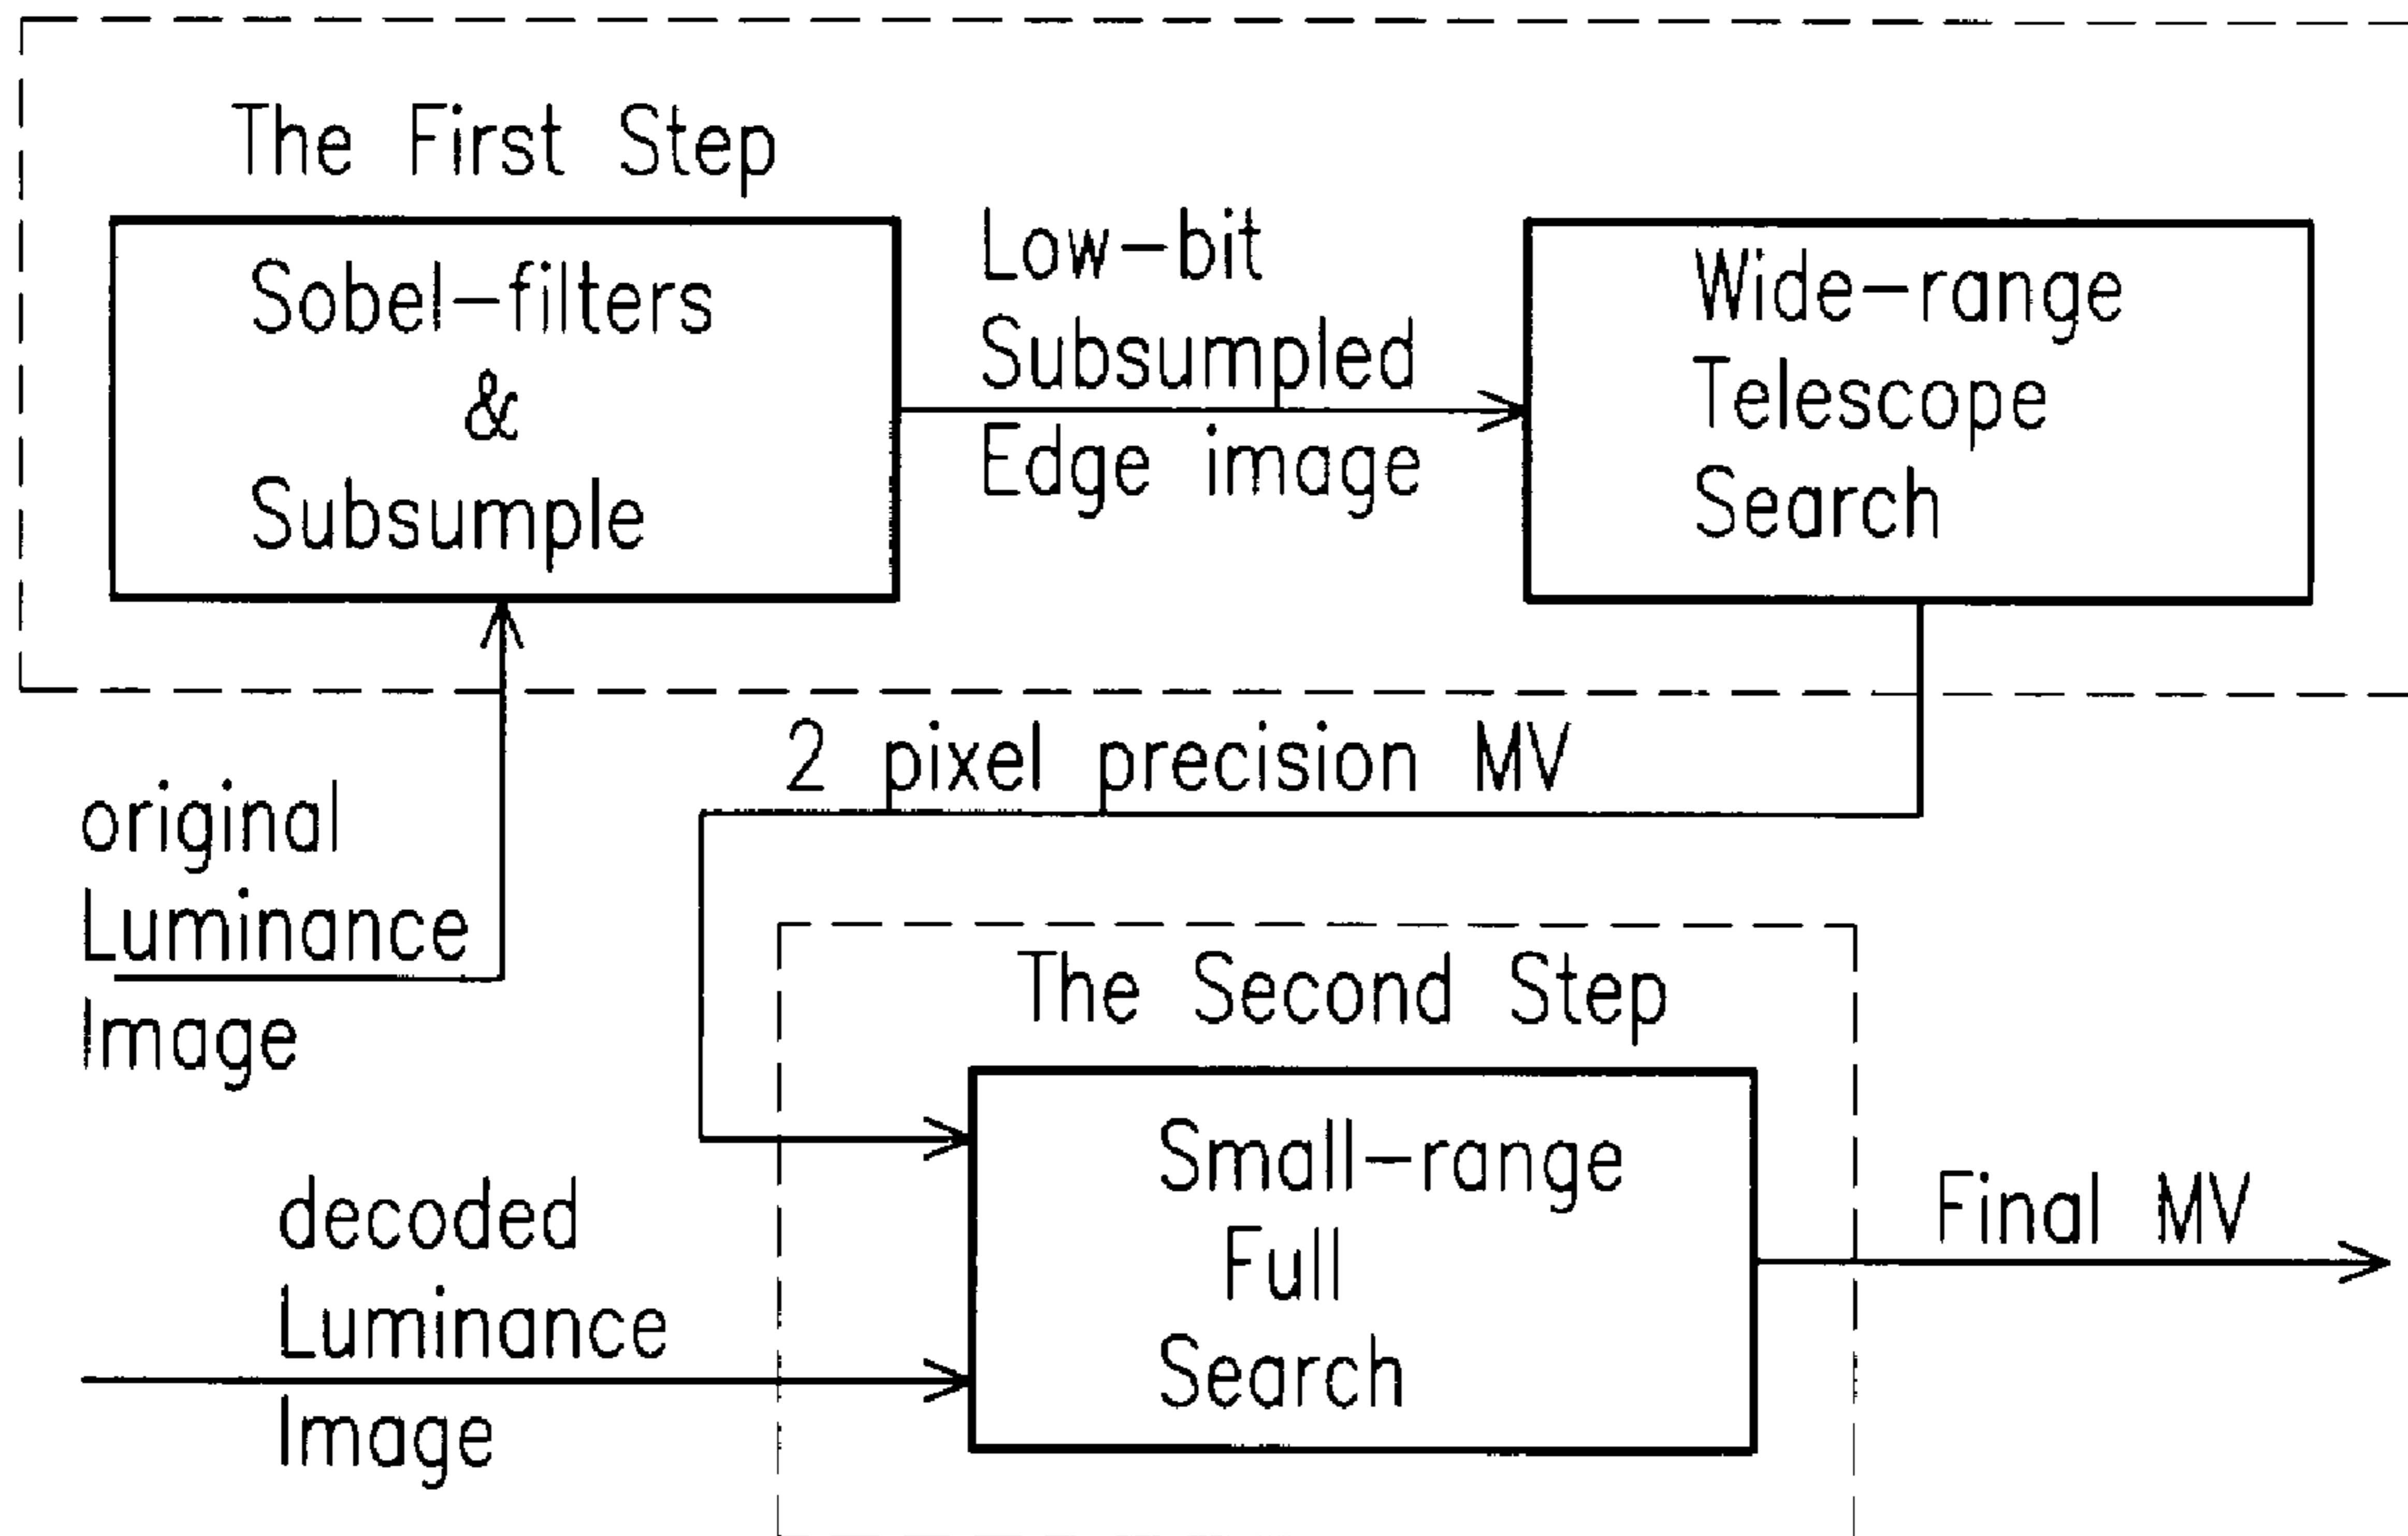 The First Step
Sobel-filters
&
Subsumple
Low-bit
Subsumpled
Edge image
Wide-range
Telescope
Search
2 pixel precision MV
original
Luminance
Image
The Second Step
Small-range
Full
Search
decoded
Luminance
Image
Final MV